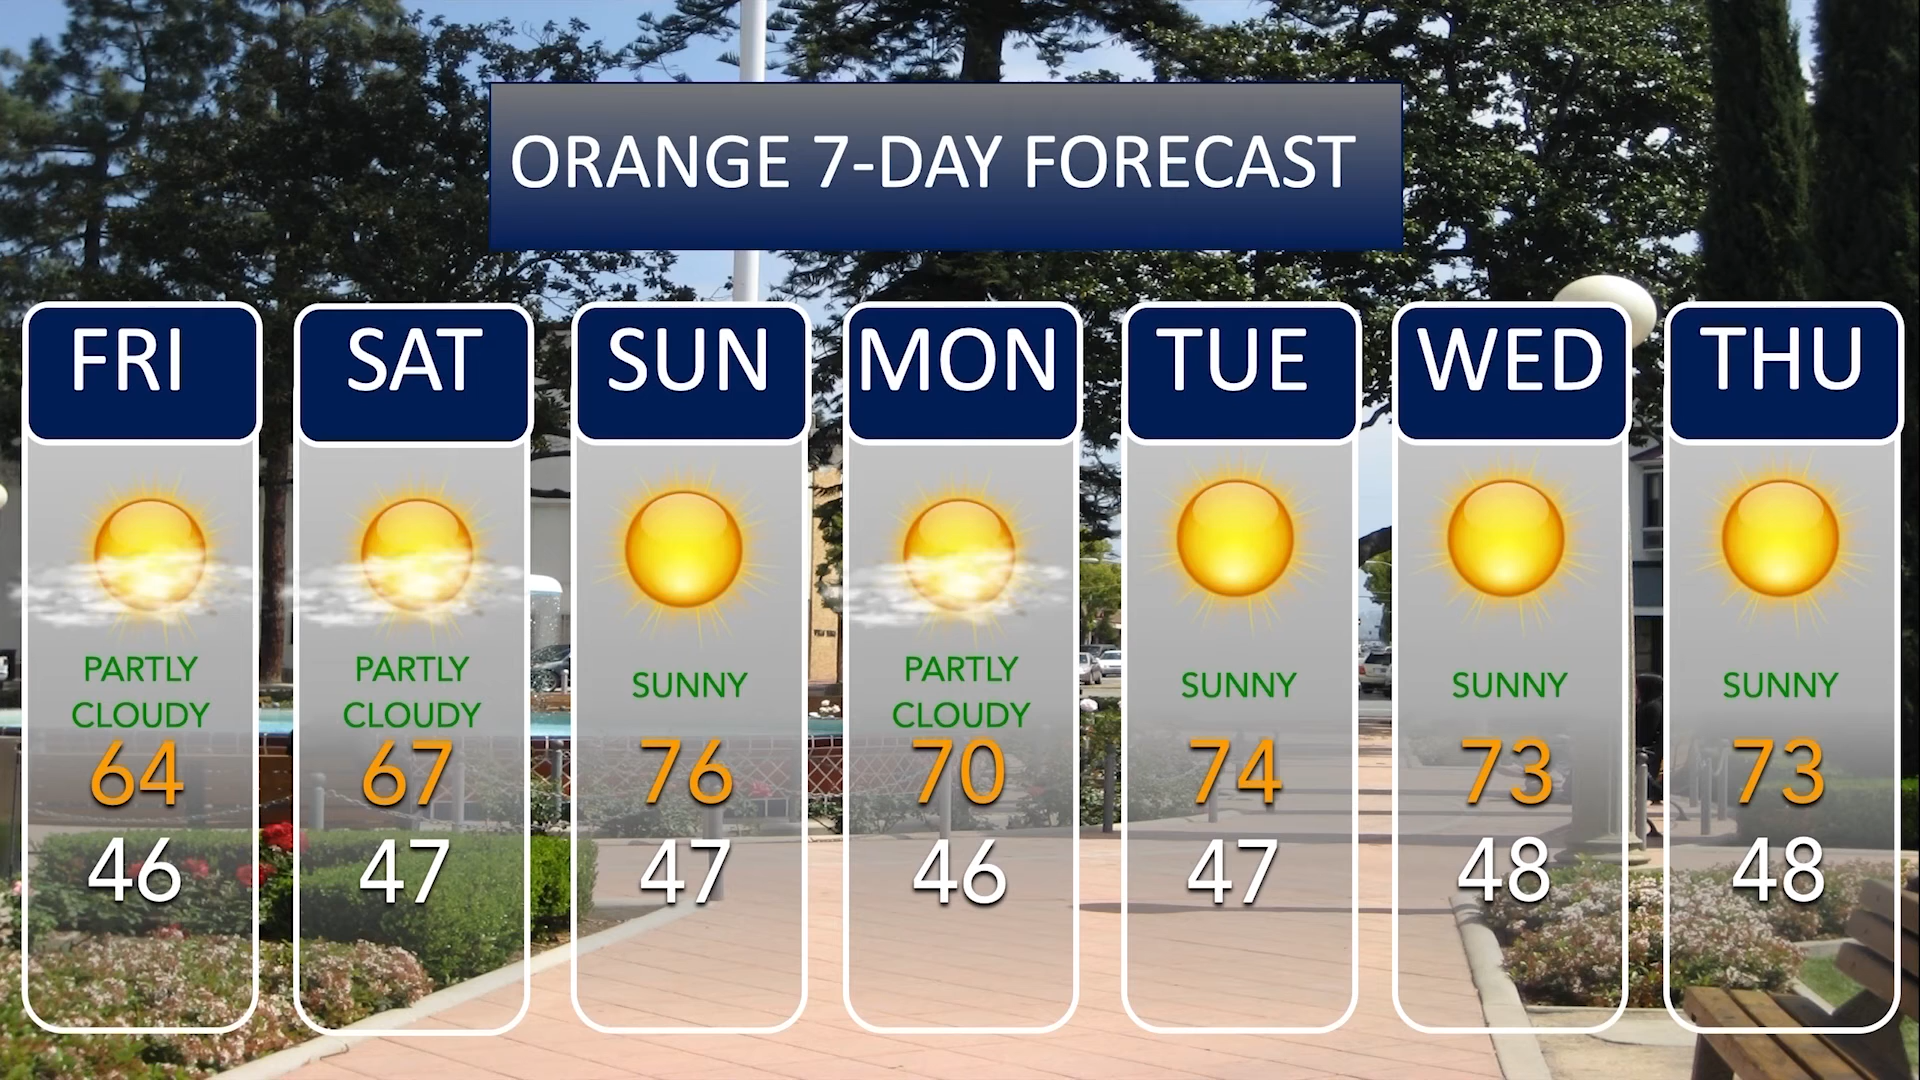 ORANGE 7-DAY FORECAST
FRI
PARTLY
CLOUDY
64
46
SAT
PARTLY
CLOUDY
67
47
SUN
SUNNY
76
47
MON
PARTLY
CLOUDY
70
46
TUE
SUNNY
74
47
WED
SUNNY
73
48
THU
SUNNY
73
48